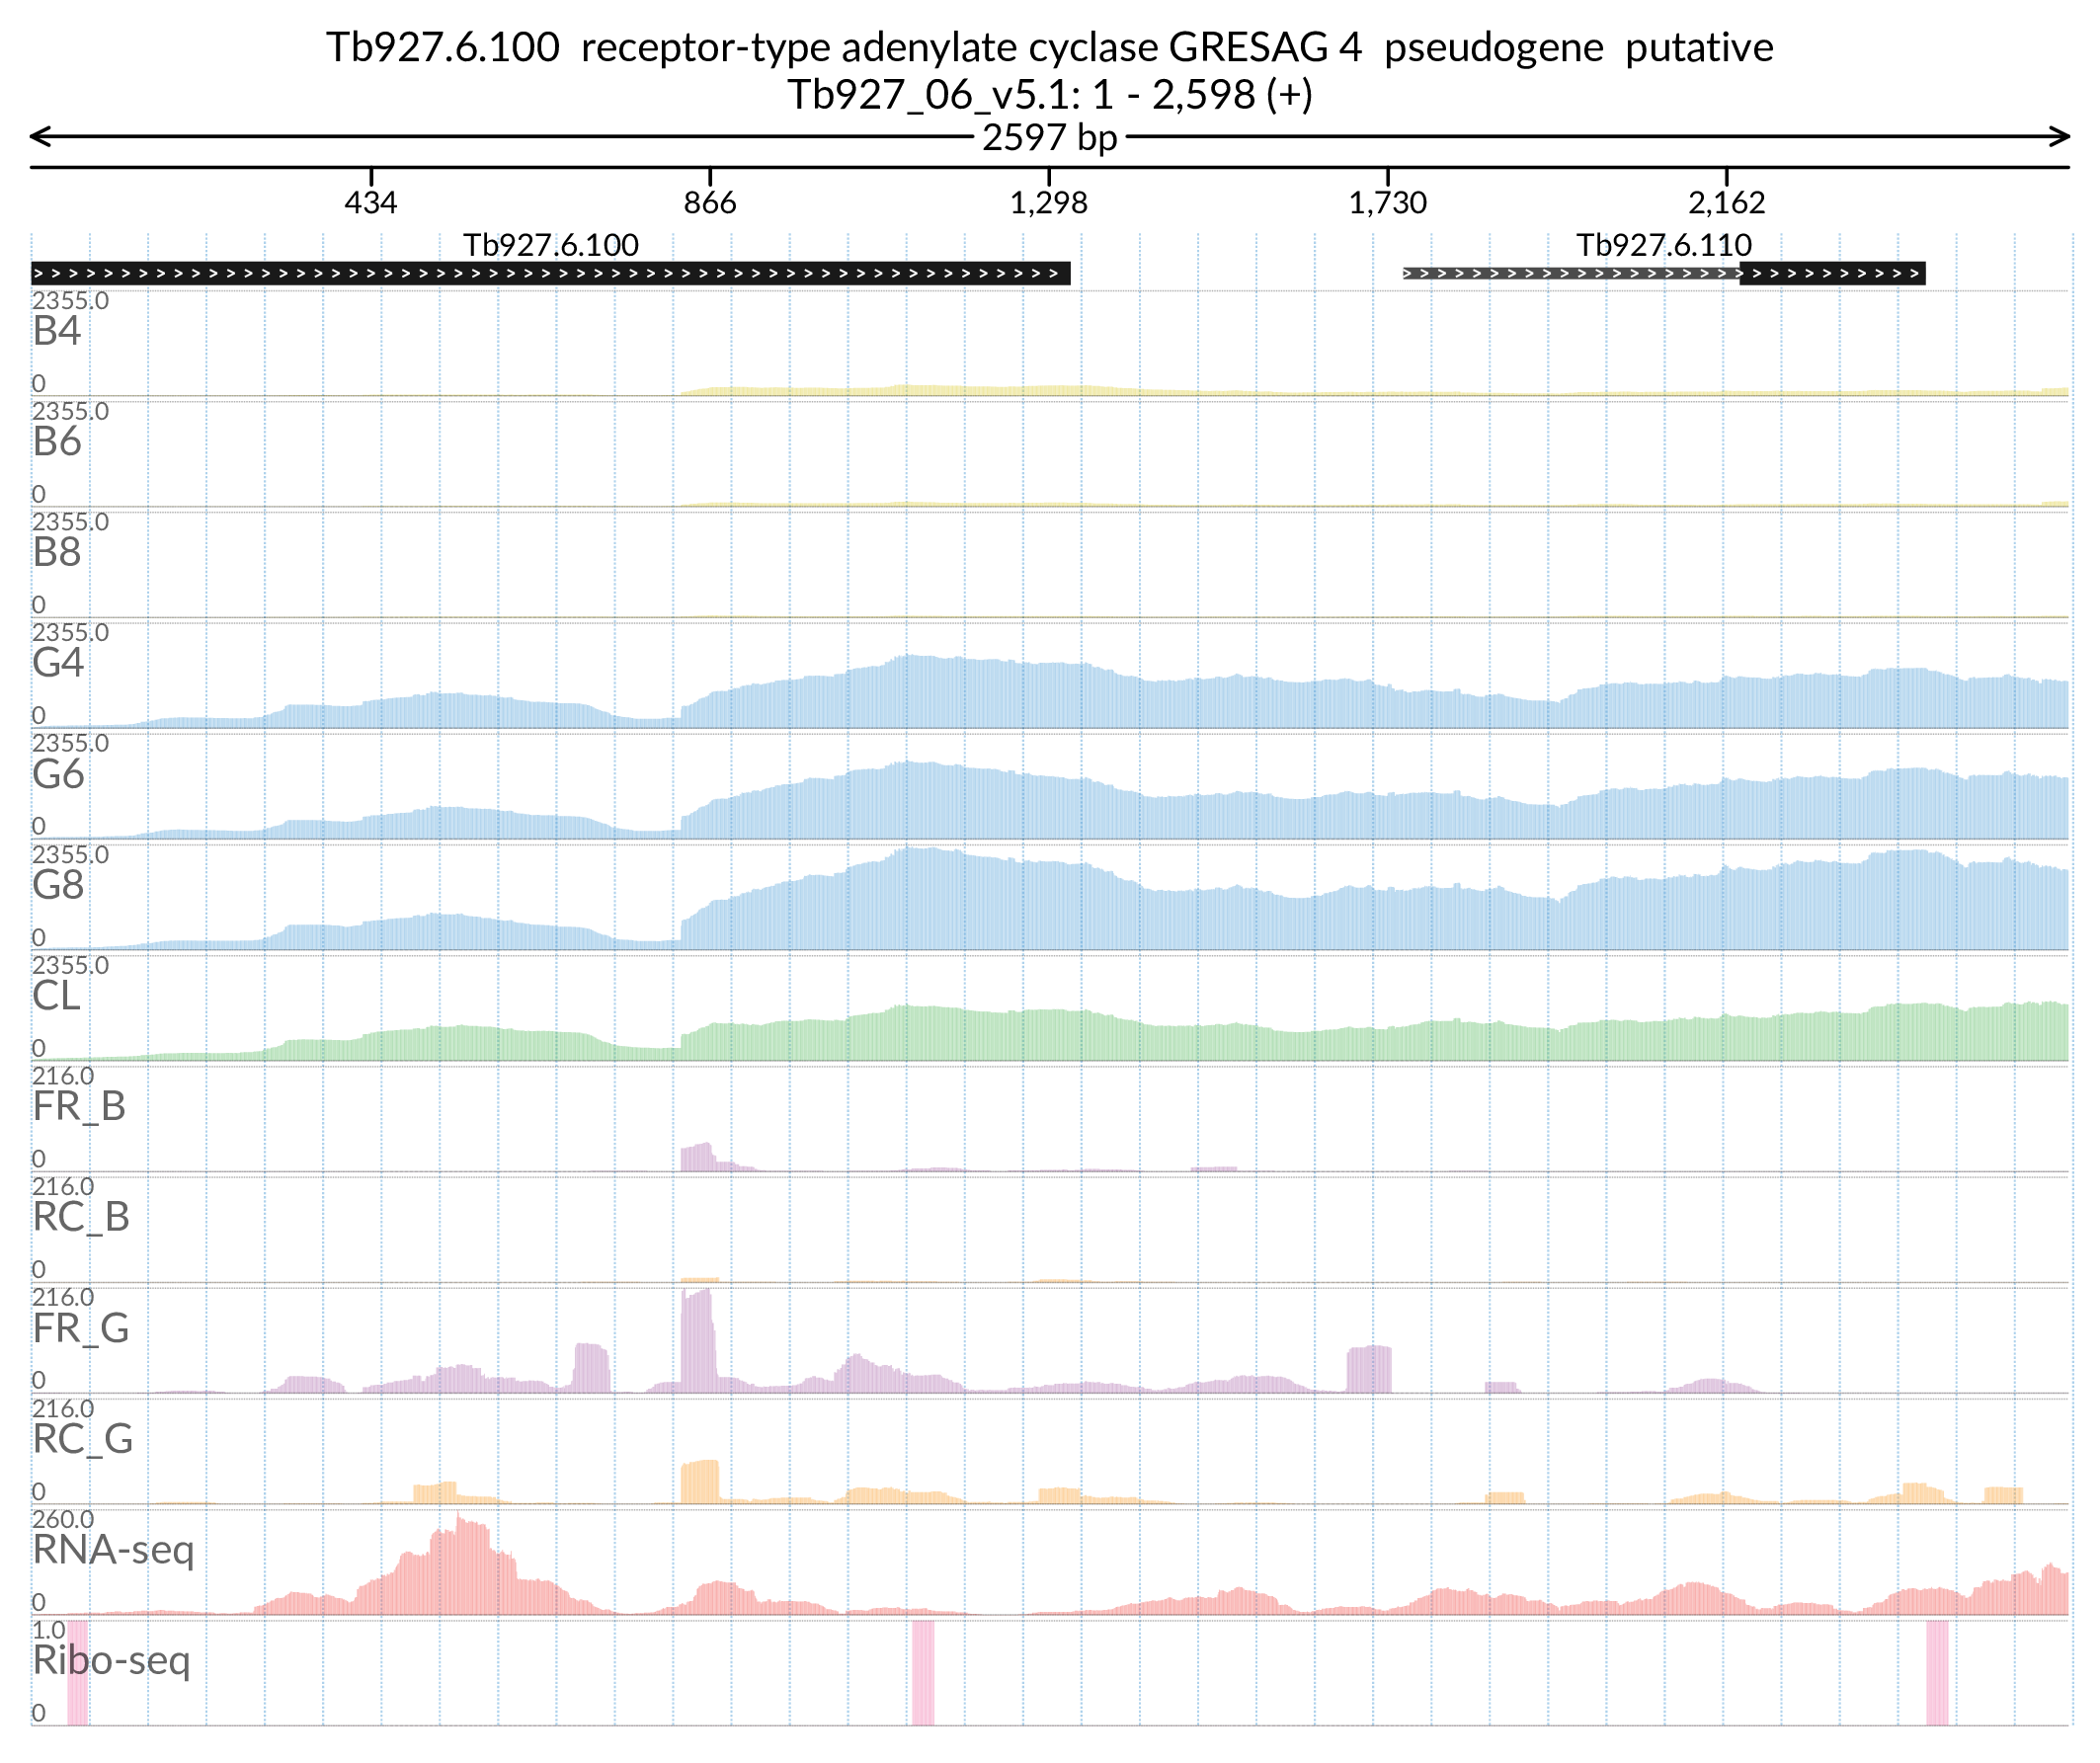 Tb927.6.100 receptor-type adenylate cyclase GRESAG 4 pseudogene putative
Tb927_06_v5.1: 1 - 2,598 (+)
2597 bp
434 866 1,298 1,730 2,162
Tb927.6.100 Tb927.6.110
2355.0
B4
0
2355.0
B6
0
2355.0
B8
0
2355.0
G4
0
2355.0
G6
0
2355.0
G8
0
2355.0
CL
0
216.0
FR_B
0
216.0
RC_B
0
216.0
FR_G
0
216.0
RC_G
0
260.0
RNA-seq
0
1.0
Ribo-seq
0